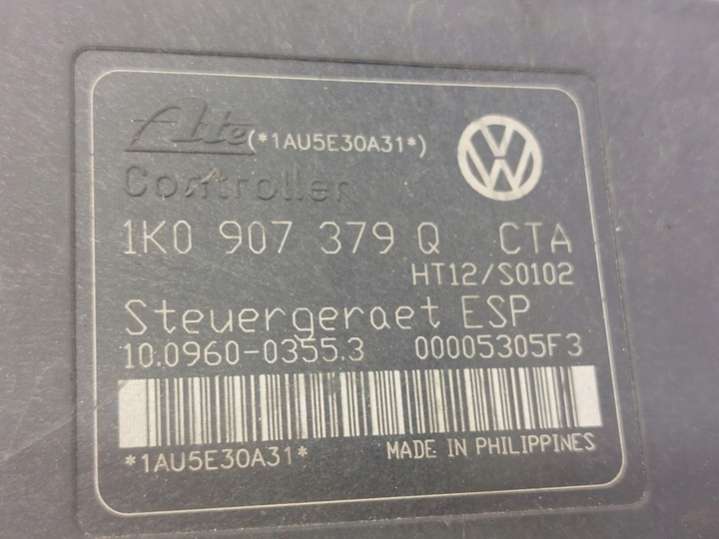 Ate (*1AU5E30A31*)
Controller
1K0 907 379 Q CTA
HT12/S0102
Steuergeraet ESP
10.0960-0355.3 00005305F3
*1AU5E30A31* MADE IN PHILIPPINES